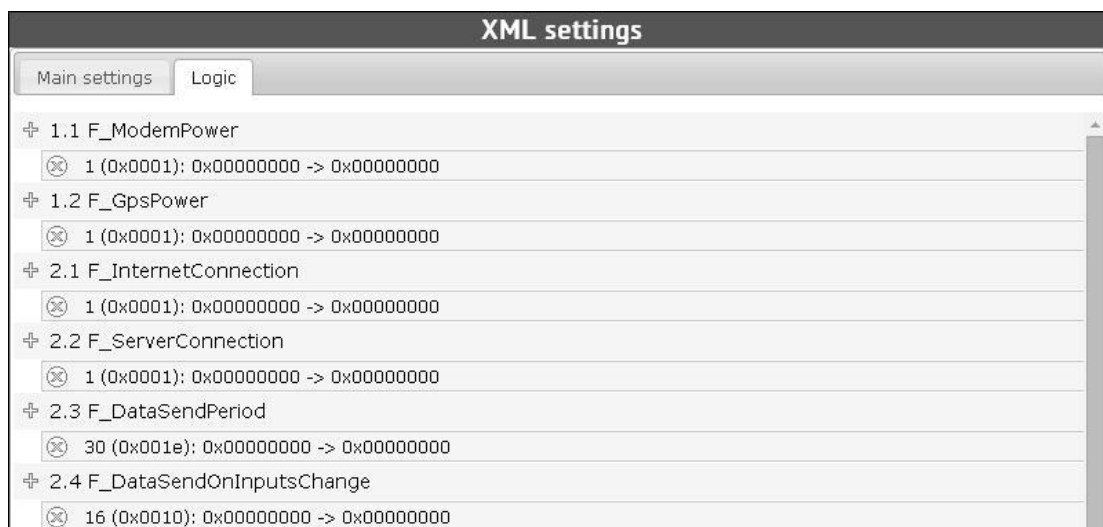 XML settings
Main settings Logic
1.1 F_ModemPower
1 (0x0001): 0x00000000 -> 0x00000000
1.2 F_GpsPower
1 (0x0001): 0x00000000 -> 0x00000000
2.1 F_InternetConnection
1 (0x0001): 0x00000000 -> 0x00000000
2.2 F_ServerConnection
1 (0x0001): 0x00000000 -> 0x00000000
2.3 F_DataSendPeriod
30 (0x001e): 0x00000000 -> 0x00000000
2.4 F_DataSendOnInputsChange
16 (0x0010): 0x00000000 -> 0x00000000